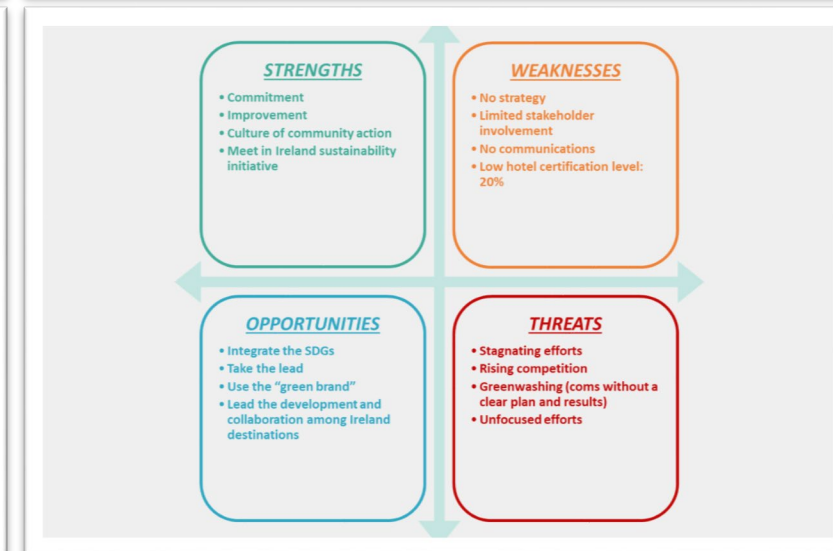 STRENGTHS
• Commitment
• Improvement
• Culture of community action
• Meet in Ireland sustainability
initiative
WEAKNESSES
• No strategy
• Limited stakeholder
involvement
• No communications
• Low hotel certification level:
20%
OPPORTUNITIES
• Integrate the SDGs
• Take the lead
• Use the “green brand”
• Lead the development and
collaboration among Ireland
destinations
THREATS
• Stagnating efforts
• Rising competition
• Greenwashing (coms without a
clear plan and results)
• Unfocused efforts